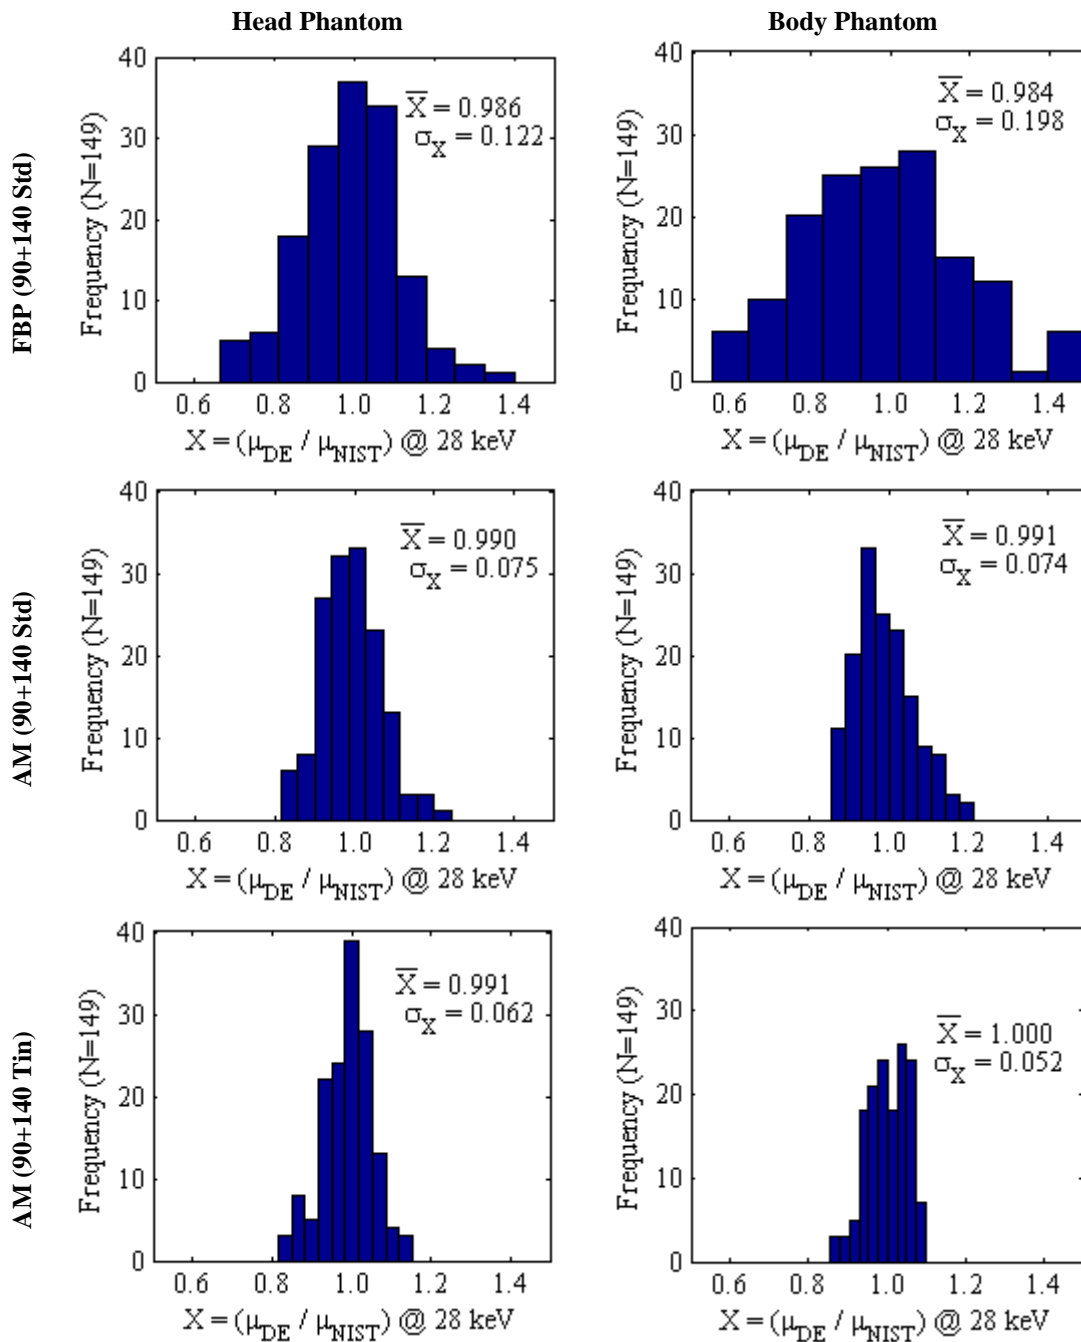 Head Phantom
Body Phantom
FBP (90+140 Std)
Frequency (N=149)
40
30
20
10
0
X̅ = 0.986
σX = 0.122
0.6 0.8 1.0 1.2 1.4
X = (μDE / μNIST) @ 28 keV
Frequency (N=149)
40
30
20
10
0
X̅ = 0.984
σX = 0.198
0.6 0.8 1.0 1.2 1.4
X = (μDE / μNIST) @ 28 keV
AM (90+140 Std)
Frequency (N=149)
40
30
20
10
0
X̅ = 0.990
σX = 0.075
0.6 0.8 1.0 1.2 1.4
X = (μDE / μNIST) @ 28 keV
Frequency (N=149)
40
30
20
10
0
X̅ = 0.991
σX = 0.074
0.6 0.8 1.0 1.2 1.4
X = (μDE / μNIST) @ 28 keV
AM (90+140 Tin)
Frequency (N=149)
40
30
20
10
0
X̅ = 0.991
σX = 0.062
0.6 0.8 1.0 1.2 1.4
X = (μDE / μNIST) @ 28 keV
Frequency (N=149)
40
30
20
10
0
X̅ = 1.000
σX = 0.052
0.6 0.8 1.0 1.2 1.4
X = (μDE / μNIST) @ 28 keV